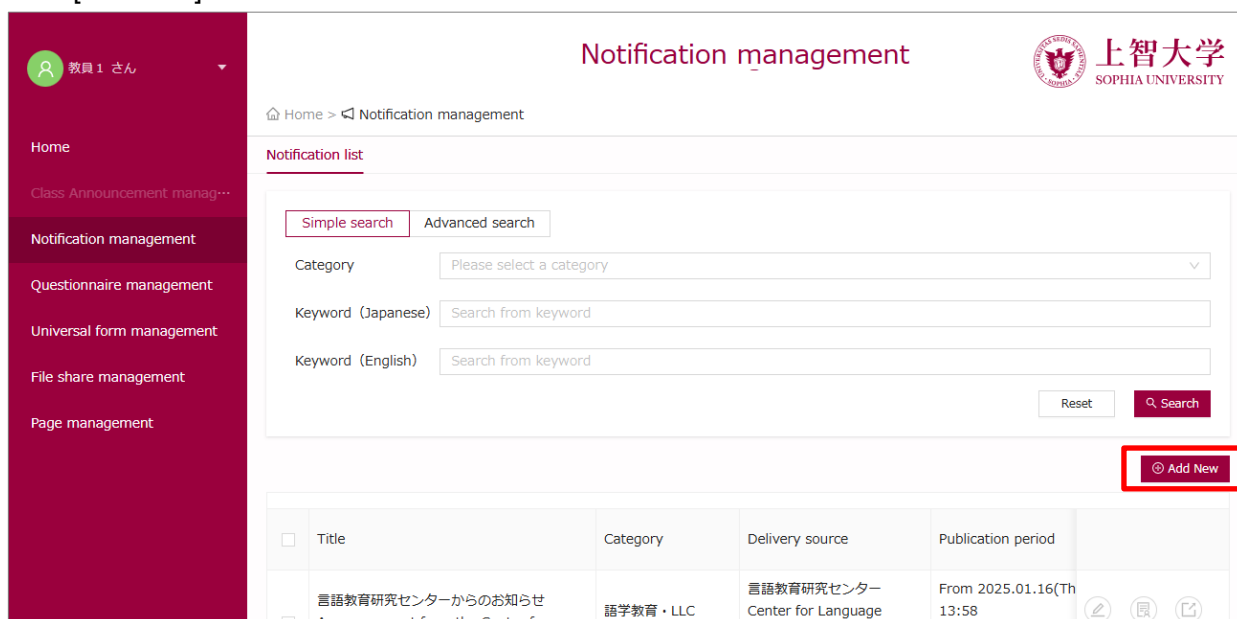 教員1 さん
Notification management
上智大学
SOPHIA UNIVERSITY
Home > Notification management
Home
Class Announcement manag…
Notification management
Questionnaire management
Universal form management
File share management
Page management
Notification list
Simple search
Advanced search
Category
Please select a category
Keyword（Japanese）
Search from keyword
Keyword（English）
Search from keyword
Reset
Search
Add New
Title
Category
Delivery source
Publication period
言語教育研究センターからのお知らせ
語学教育・LLC
言語教育研究センター
Center for Language
From 2025.01.16(Th
13:58